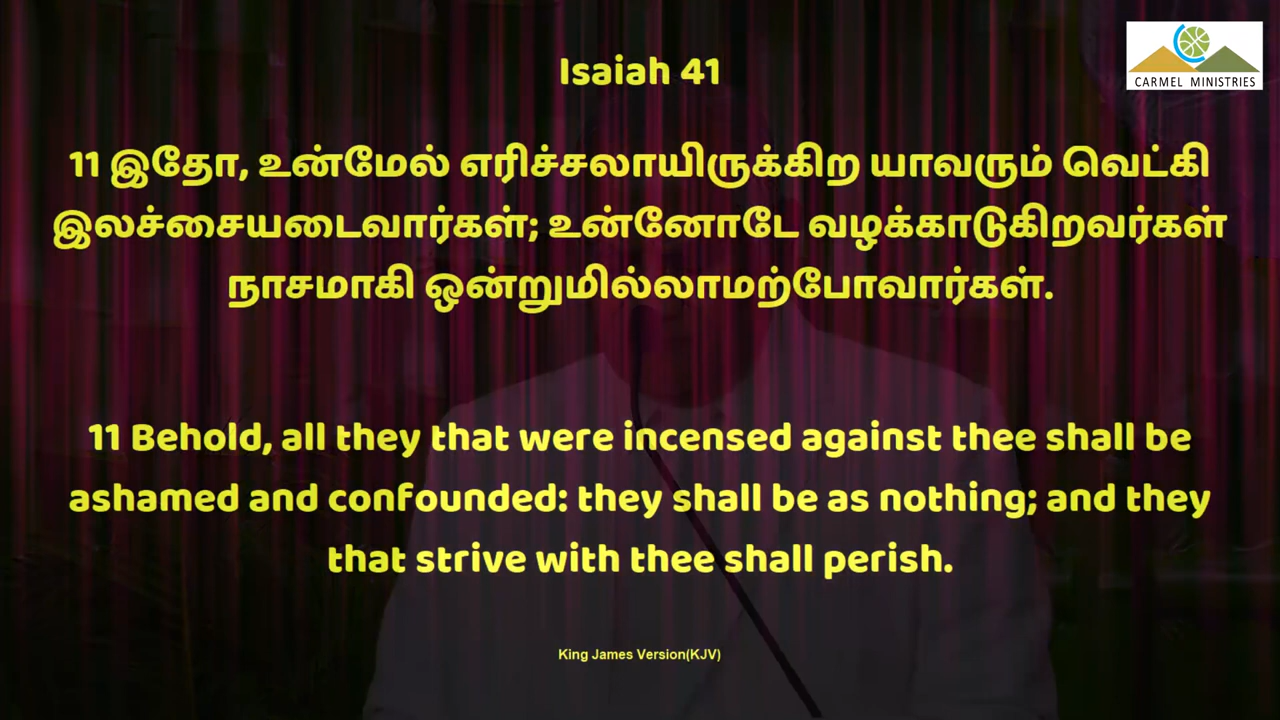 CARMEL MINISTRIES
Isaiah 41
11 இதோ, உன்மேல் எரிச்சலாயிருக்கிற யாவரும் வெட்கி
இலச்சையடைவார்கள்; உன்னோடே வழக்காடுகிறவர்கள்
நாசமாகி ஒன்றுமில்லாமற்போவார்கள்.
11 Behold, all they that were incensed against thee shall be
ashamed and confounded: they shall be as nothing; and they
that strive with thee shall perish.
King James Version(KJV)